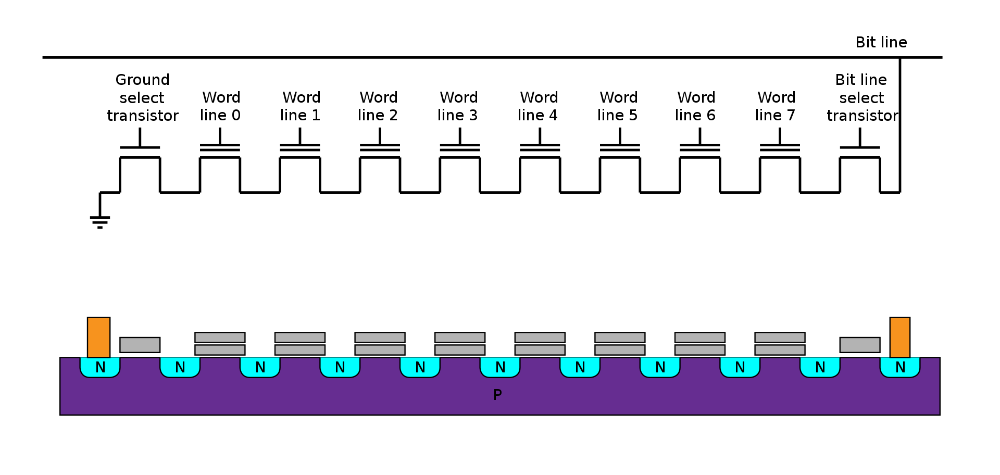 Bit line
Ground
select
transistor
Word
line 0
Word
line 1
Word
line 2
Word
line 3
Word
line 4
Word
line 5
Word
line 6
Word
line 7
Bit line
select
transistor
N
N
N
N
N
N
N
N
N
N
N
P